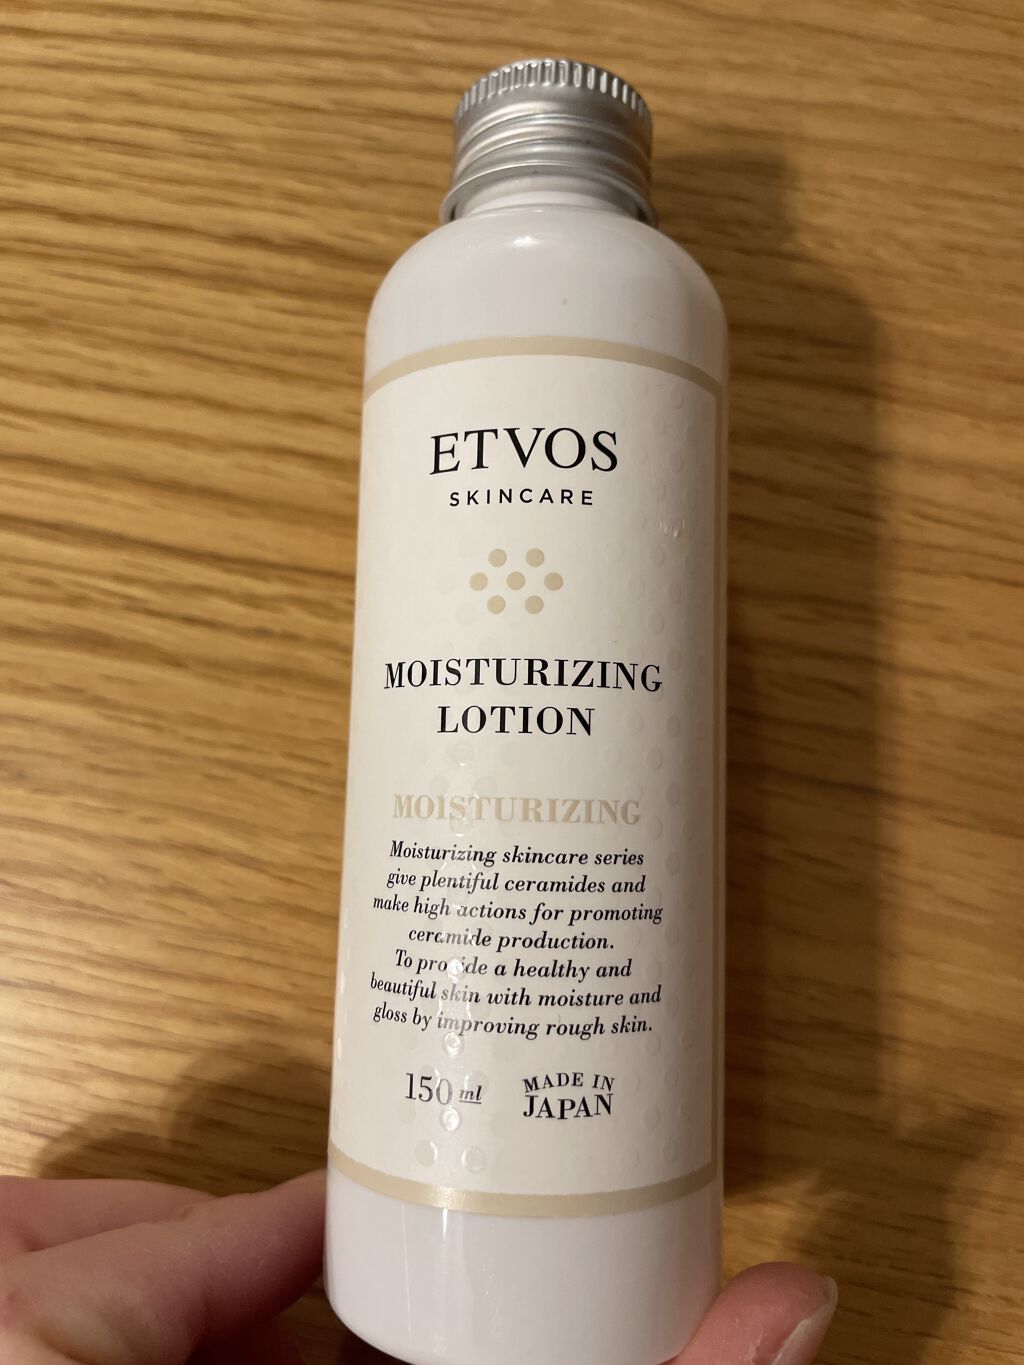 ETVOS
SKINCARE
MOISTURIZING
LOTION
MOISTURIZING
Moisturizing skincare series
give plentiful ceramides and
make high actions for promoting
ceramide production.
To provide a healthy and
beautiful skin with moisture and
gloss by improving rough skin.
150 ml
MADE IN
JAPAN